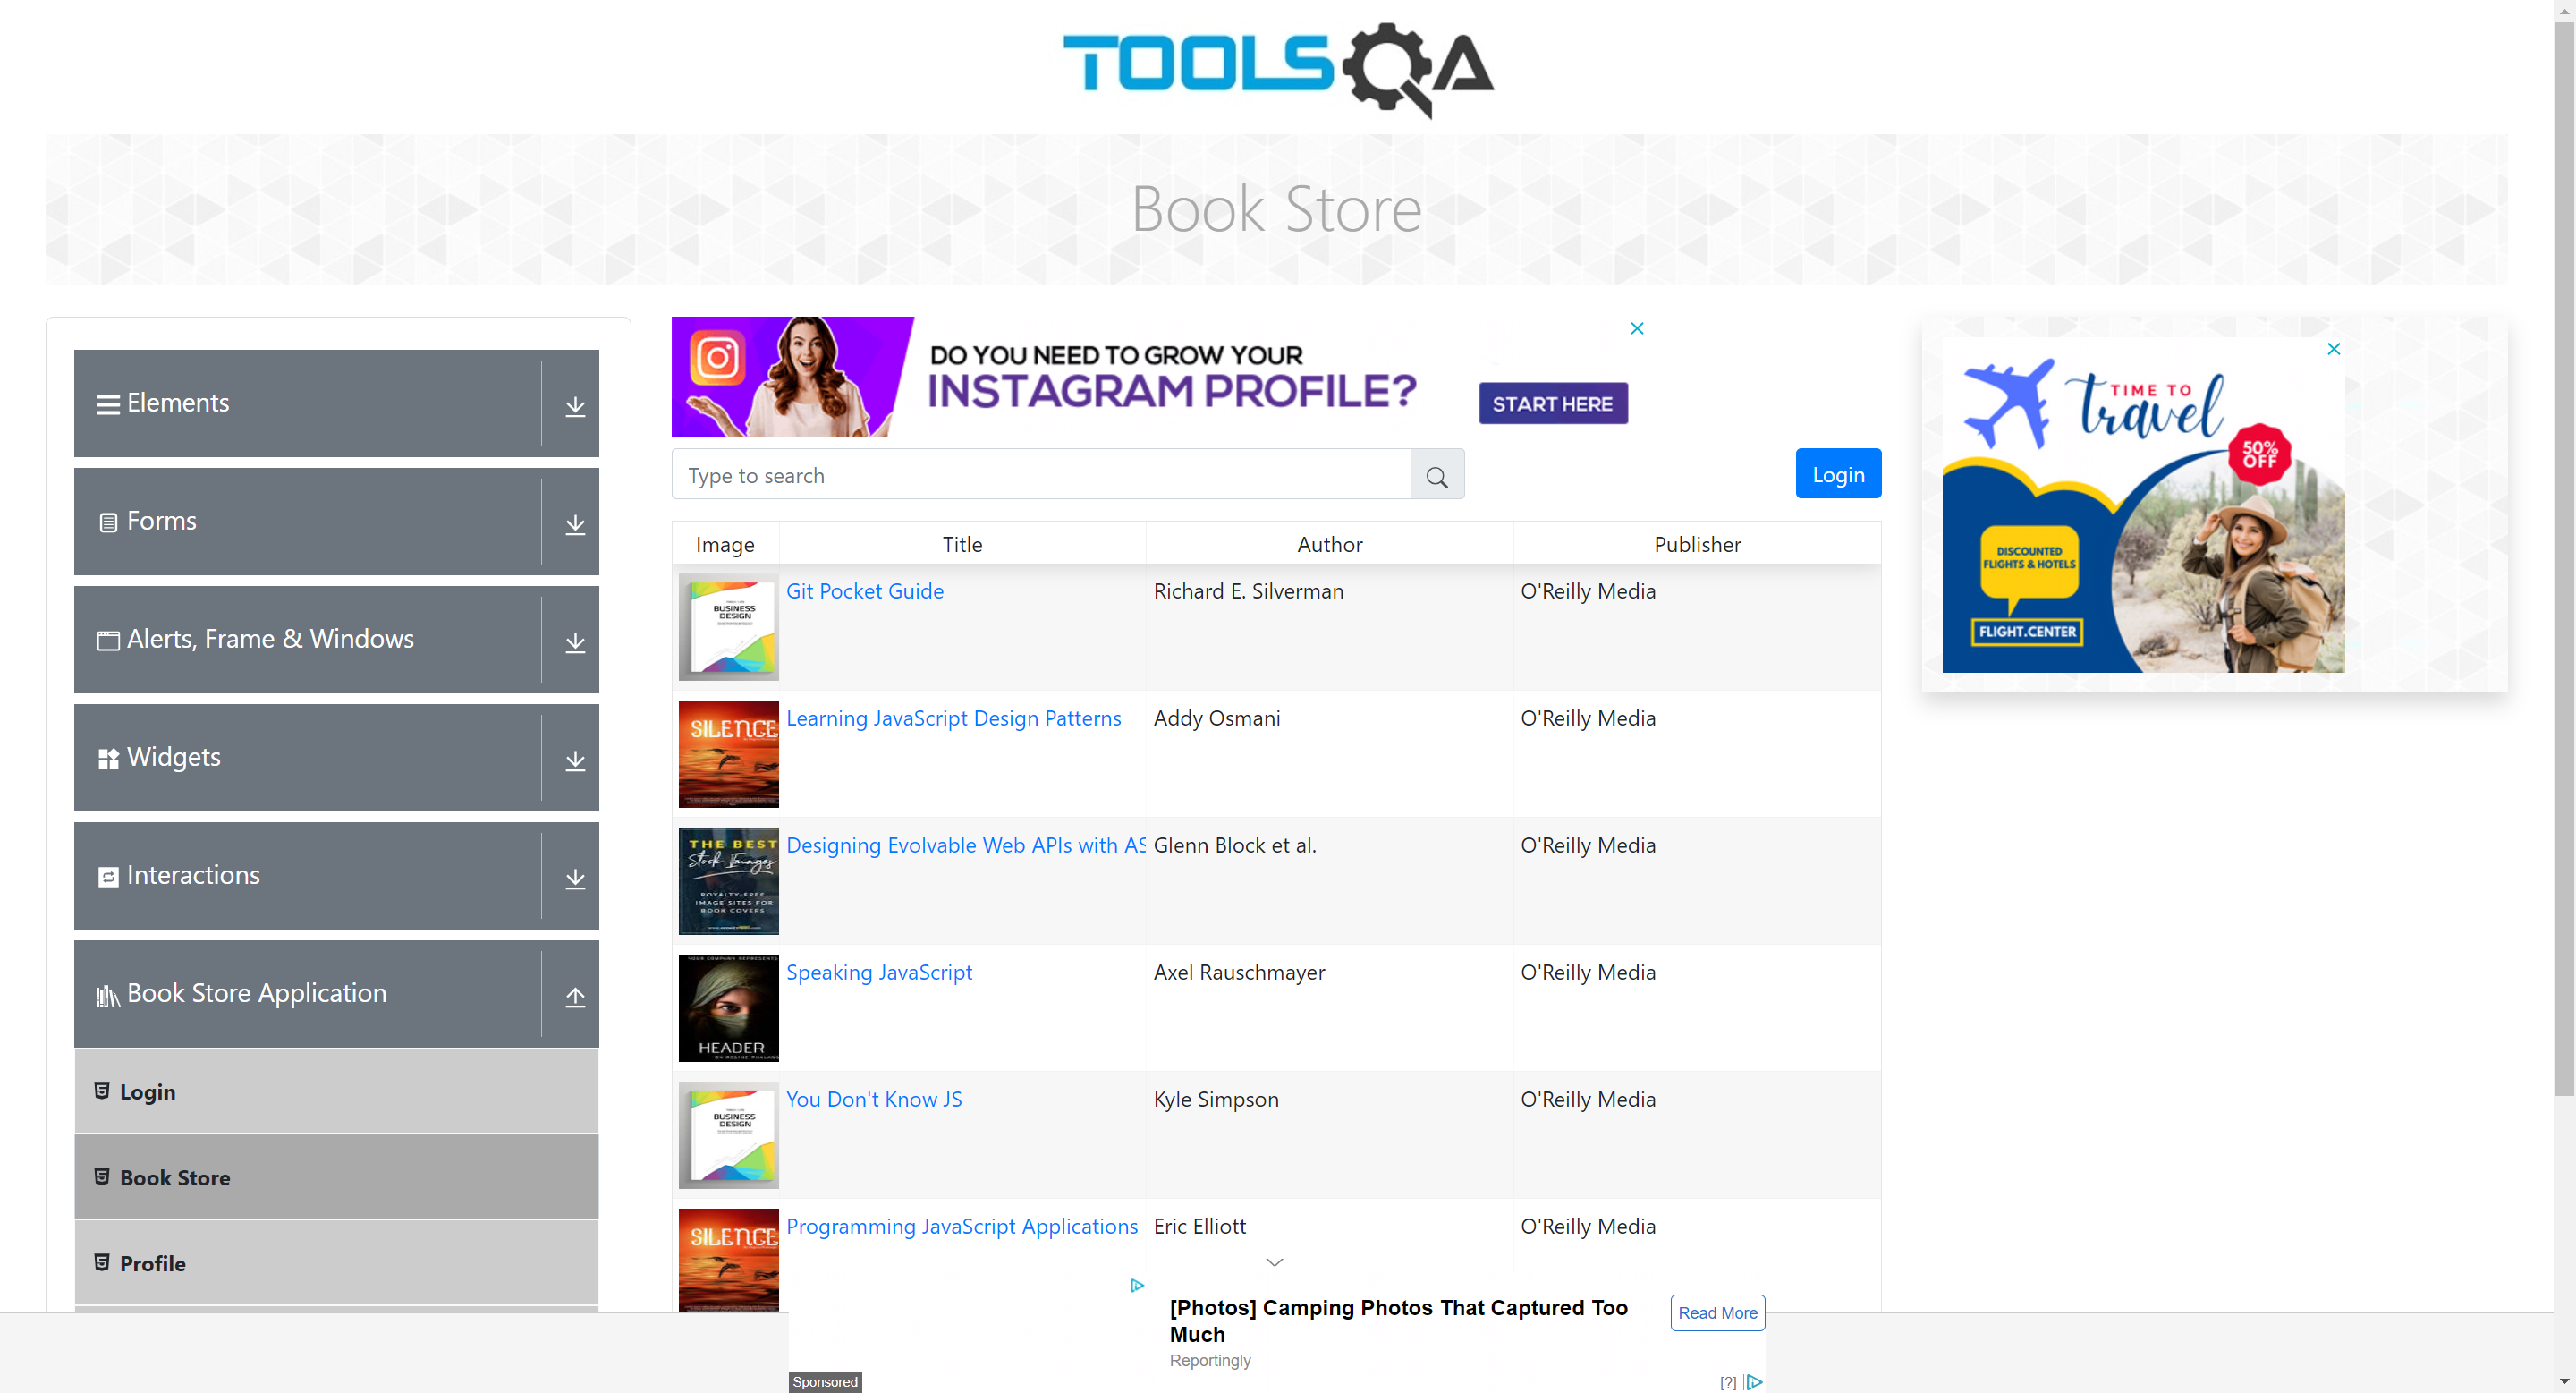 TOOLSQA
Book Store
Elements
Forms
Alerts, Frame & Windows
Widgets
Interactions
Book Store Application
Login
Book Store
Profile
DO YOU NEED TO GROW YOUR
INSTAGRAM PROFILE?
START HERE
Type to search
Login
Image Title Author Publisher
BUSINESS
DESIGN
Git Pocket Guide Richard E. Silverman O'Reilly Media
SILENCE
Learning JavaScript Design Patterns Addy Osmani O'Reilly Media
THE BEST
Stock Images
ROYALTY-FREE
IMAGE SITES FOR
BOOK COVERS
Designing Evolvable Web APIs with AS Glenn Block et al. O'Reilly Media
HEADER
Speaking JavaScript Axel Rauschmayer O'Reilly Media
BUSINESS
DESIGN
You Don't Know JS Kyle Simpson O'Reilly Media
SILENCE
Programming JavaScript Applications Eric Elliott O'Reilly Media
TIME TO
travel
50%
OFF
DISCOUNTED
FLIGHTS & HOTELS
FLIGHT.CENTER
[Photos] Camping Photos That Captured Too
Much
Reportingly
Read More
Sponsored
[?]